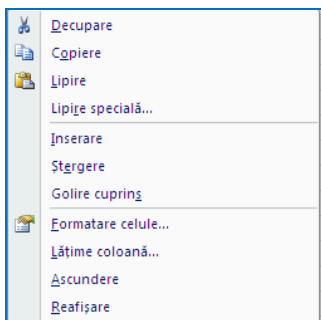 Decupare
Copiere
Lipire
Lipire specială...
Inserare
Ștergere
Golire cuprins
Formatare celule...
Lățime coloană...
Ascundere
Reafișare